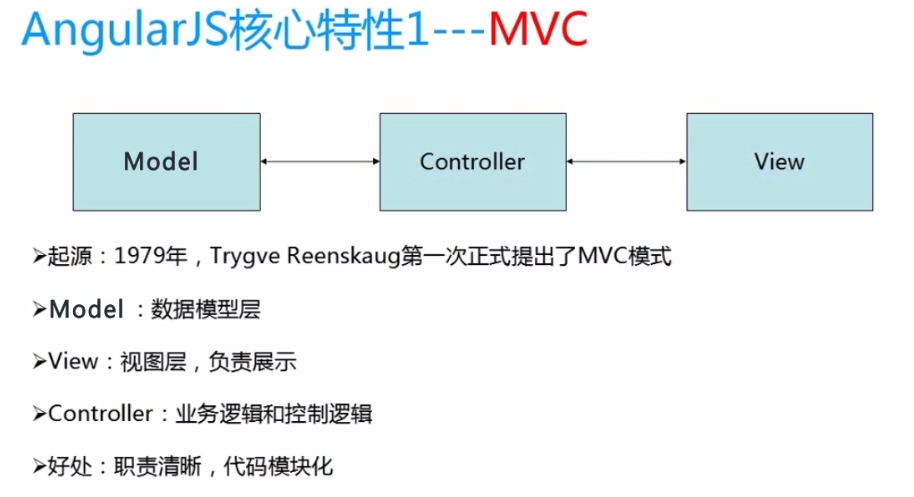 AngularJS核心特性1---MVC
Model
Controller
View
➢起源：1979年，Trygve Reenskaug第一次正式提出了MVC模式
➢Model ：数据模型层
➢View：视图层，负责展示
➢Controller：业务逻辑和控制逻辑
➢好处：职责清晰，代码模块化